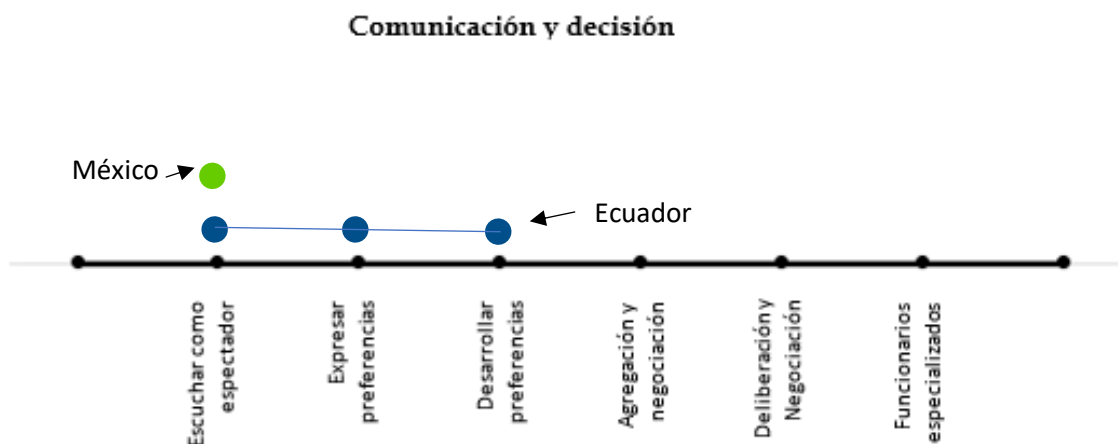 Comunicación y decisión
México
Ecuador
Escuchar como
espectador
Expresar
preferencias
Desarrollar
preferencias
Agregación y
negociación
Deliberación y
Negociación
Funcionarios
especializados